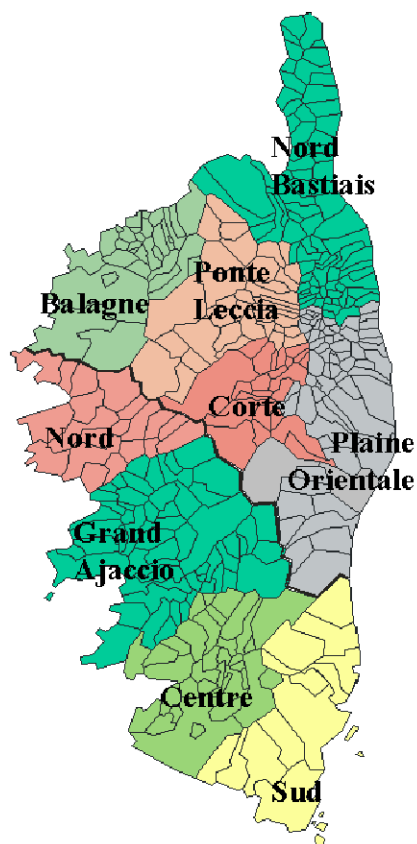 Nord
Bastiais
Ponte
Leccia
Balagne
Corte
Nord
Plaine
Orientale
Grand
Ajaccio
Centre
Sud